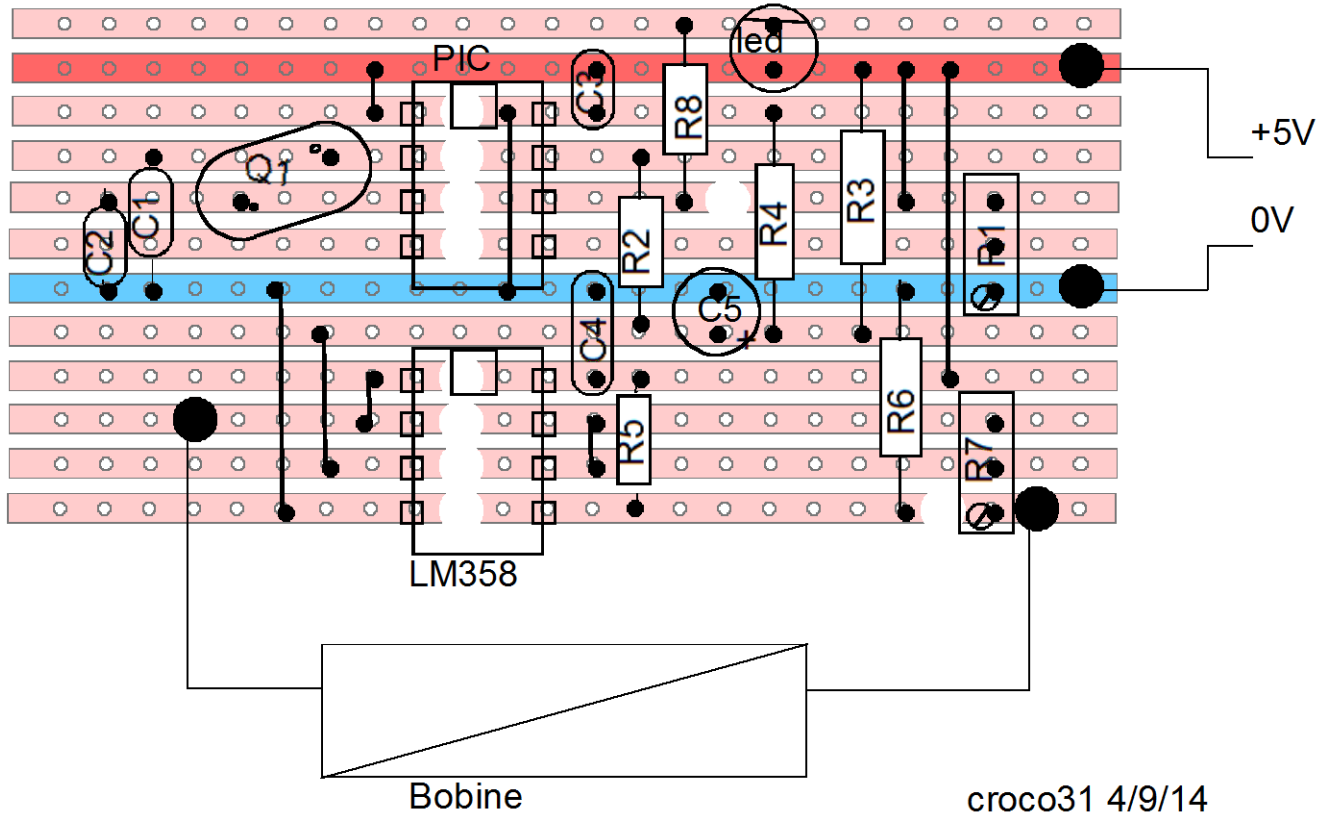 led
PIC
C3
R8
+5V
Q1
C1
C2
R2
R4
R3
R1
0V
C5
+
C4
R5
R6
R7
LM358
Bobine
croco31 4/9/14